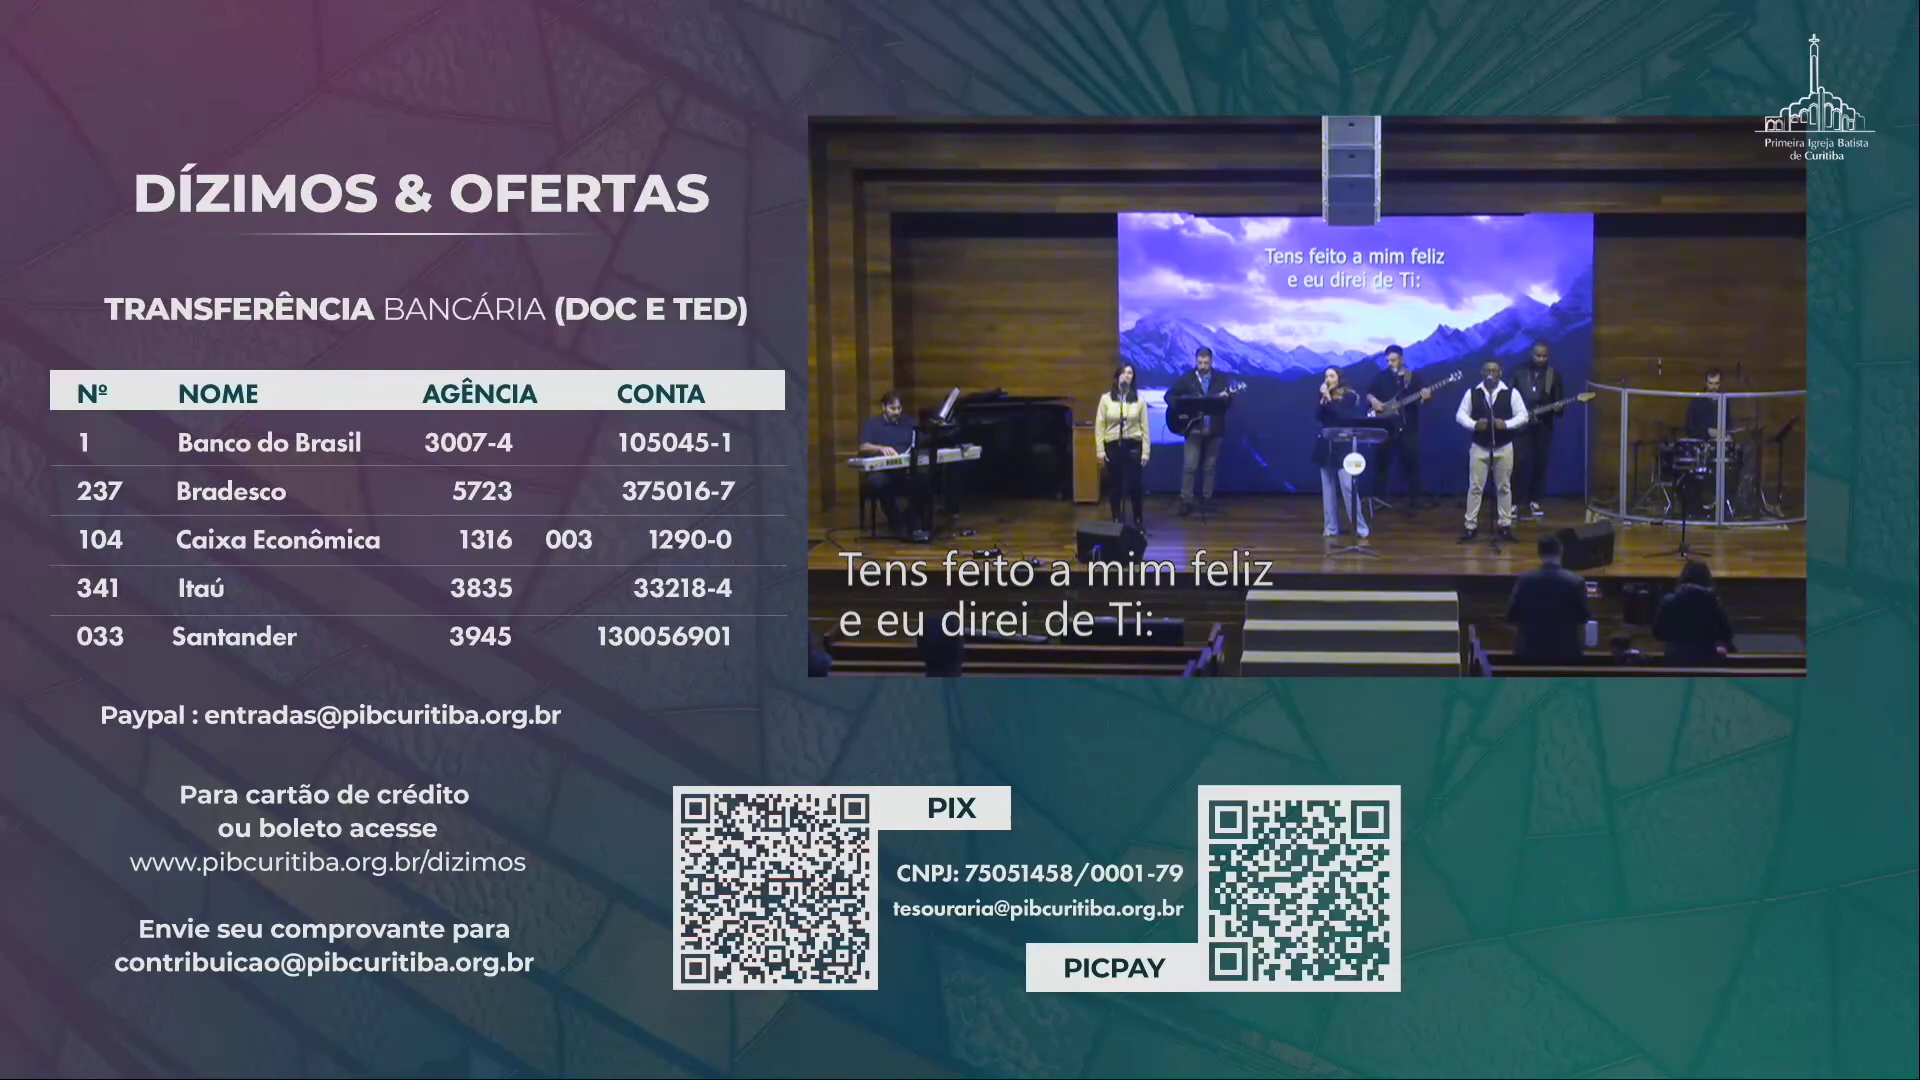 Primeira Igreja Batista
de Curitiba
DÍZIMOS & OFERTAS
TRANSFERÊNCIA BANCÁRIA (DOC E TED)
Nº NOME AGÊNCIA CONTA
1 Banco do Brasil 3007-4 105045-1
237 Bradesco 5723 375016-7
104 Caixa Econômica 1316 003 1290-0
341 Itaú 3835 33218-4
033 Santander 3945 130056901
Paypal : entradas@pibcuritiba.org.br
Para cartão de crédito
ou boleto acesse
www.pibcuritiba.org.br/dizimos
Envie seu comprovante para
contribuicao@pibcuritiba.org.br
Tens feito a mim feliz
e eu direi de Ti:
Tens feito a mim feliz
e eu direi de Ti:
PIX
CNPJ: 75051458/0001-79
tesouraria@pibcuritiba.org.br
PICPAY